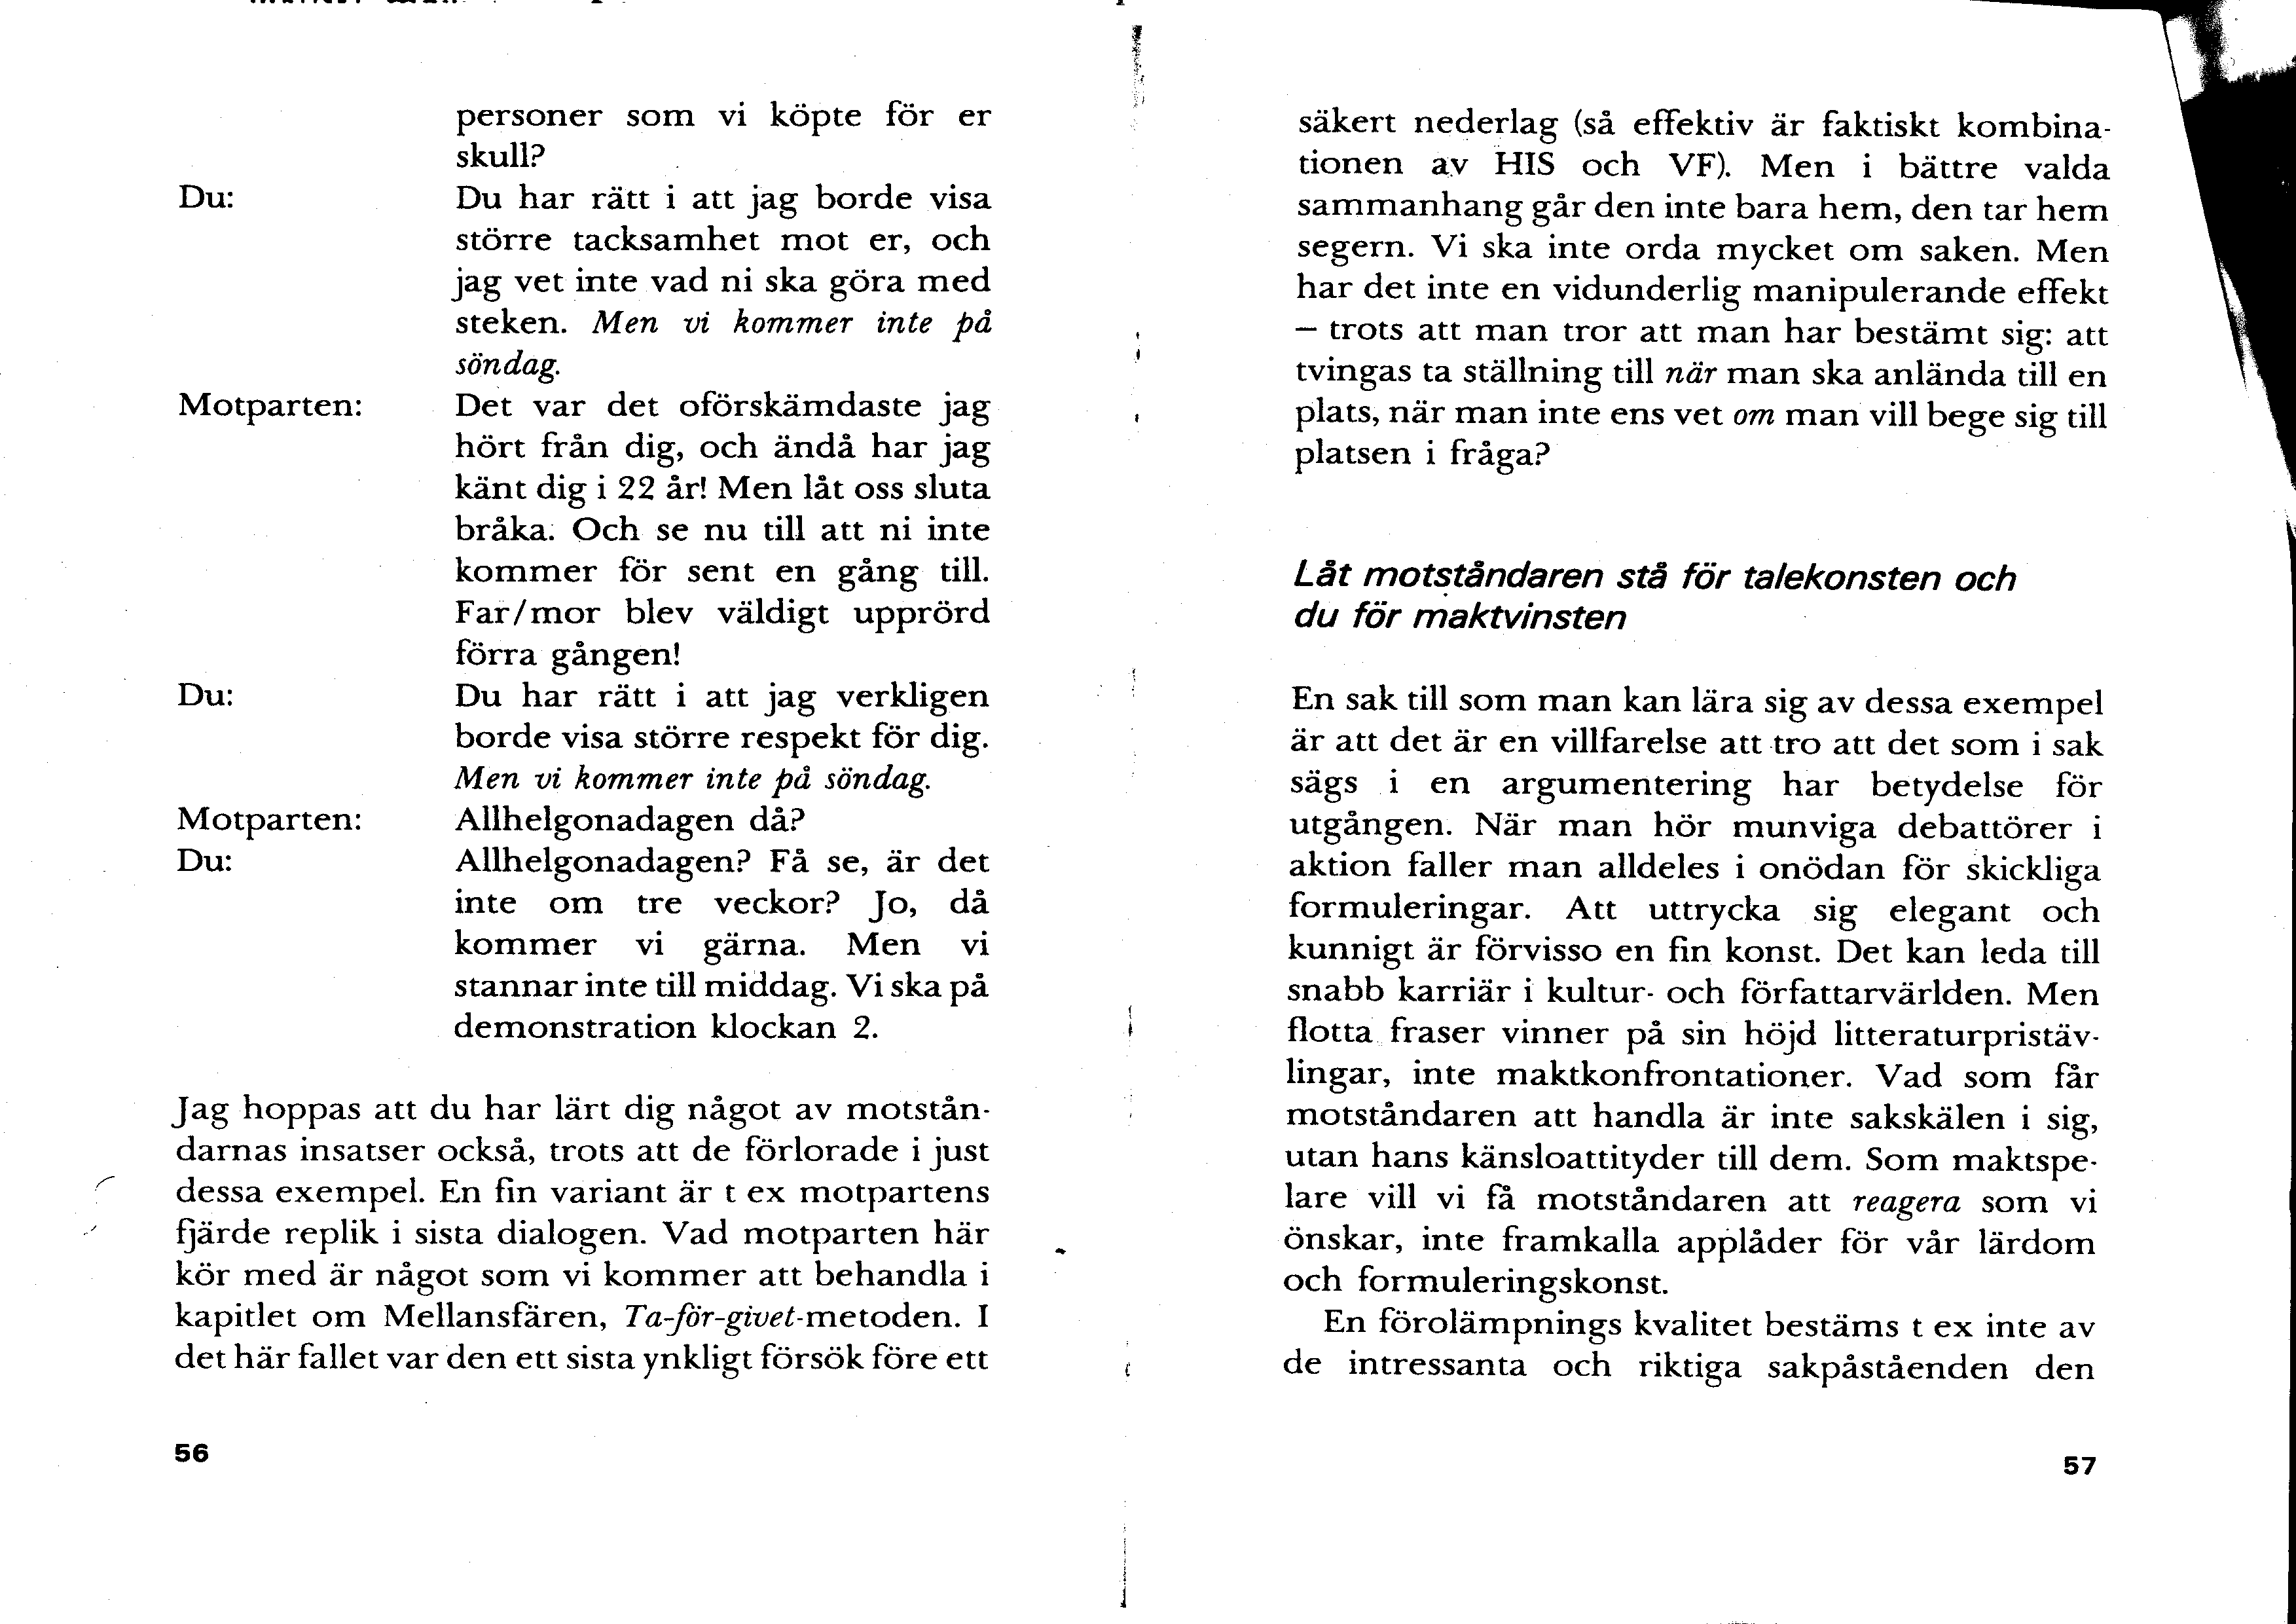 personer som vi köpte för er
skull?
Du: Du har rätt i att jag borde visa
större tacksamhet mot er, och
jag vet inte vad ni ska göra med
steken. Men vi kommer inte på
söndag.
Motparten: Det var det oförskämdaste jag
hört från dig, och ändå har jag
känt dig i 22 år! Men låt oss sluta
bråka. Och se nu till att ni inte
kommer för sent en gång till.
Far/mor blev väldigt upprörd
förra gången!
Du: Du har rätt i att jag verkligen
borde visa större respekt för dig.
Men vi kommer inte på söndag.
Motparten: Allhelgonadagen då?
Du: Allhelgonadagen? Få se, är det
inte om tre veckor? Jo, då
kommer vi gärna. Men vi
stannar inte till middag. Vi ska på
demonstration klockan 2.
Jag hoppas att du har lärt dig något av motstån-
darnas insatser också, trots att de förlorade i just
dessa exempel. En fin variant är t ex motpartens
fjärde replik i sista dialogen. Vad motparten här
kör med är något som vi kommer att behandla i
kapitlet om Mellansfären, Ta-för-givet-metoden. I
det här fallet var den ett sista ynkligt försök före ett
56
säkert nederlag (så effektiv är faktiskt kombina-
tionen av HIS och VF). Men i bättre valda
sammanhang går den inte bara hem, den tar hem
segern. Vi ska inte orda mycket om saken. Men
har det inte en vidunderlig manipulerande effekt
— trots att man tror att man har bestämt sig: att
tvingas ta ställning till när man ska anlända till en
plats, när man inte ens vet om man vill bege sig till
platsen i fråga?
Låt motståndaren stå för talekonsten och
du för maktvinsten
En sak till som man kan lära sig av dessa exempel
är att det är en villfarelse att tro att det som i sak
sägs i en argumentering har betydelse för
utgången. När man hör munviga debattörer i
aktion faller man alldeles i onödan för skickliga
formuleringar. Att uttrycka sig elegant och
kunnigt är förvisso en fin konst. Det kan leda till
snabb karriär i kultur- och författarvärlden. Men
flotta fraser vinner på sin höjd litteraturpristäv-
lingar, inte maktkonfrontationer. Vad som får
motståndaren att handla är inte sakskälen i sig,
utan hans känsloattityder till dem. Som maktspe-
lare vill vi få motståndaren att reagera som vi
önskar, inte framkalla applåder för vår lärdom
och formuleringskonst.
En förolämpnings kvalitet bestäms t ex inte av
de intressanta och riktiga sakpåståenden den
57